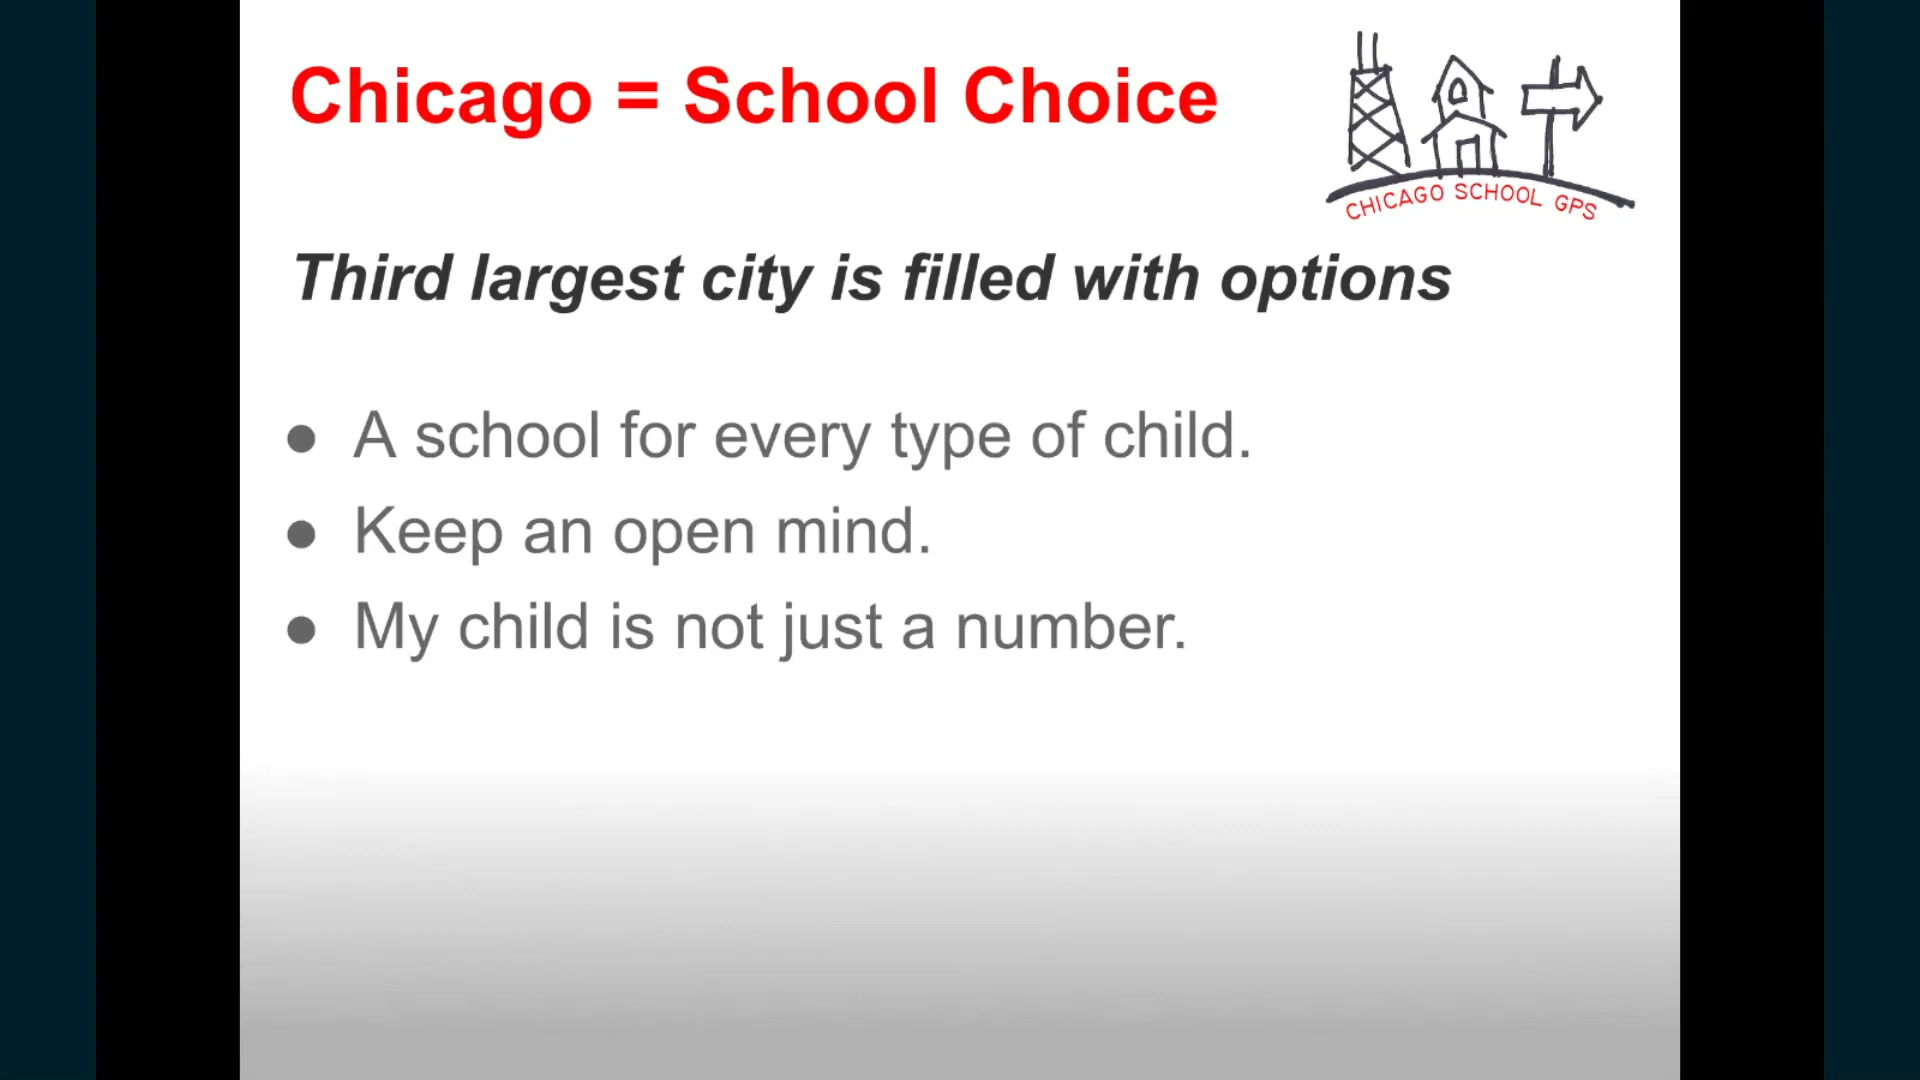 Chicago = School Choice
CHICAGO SCHOOL GPS
Third largest city is filled with options
● A school for every type of child.
● Keep an open mind.
● My child is not just a number.